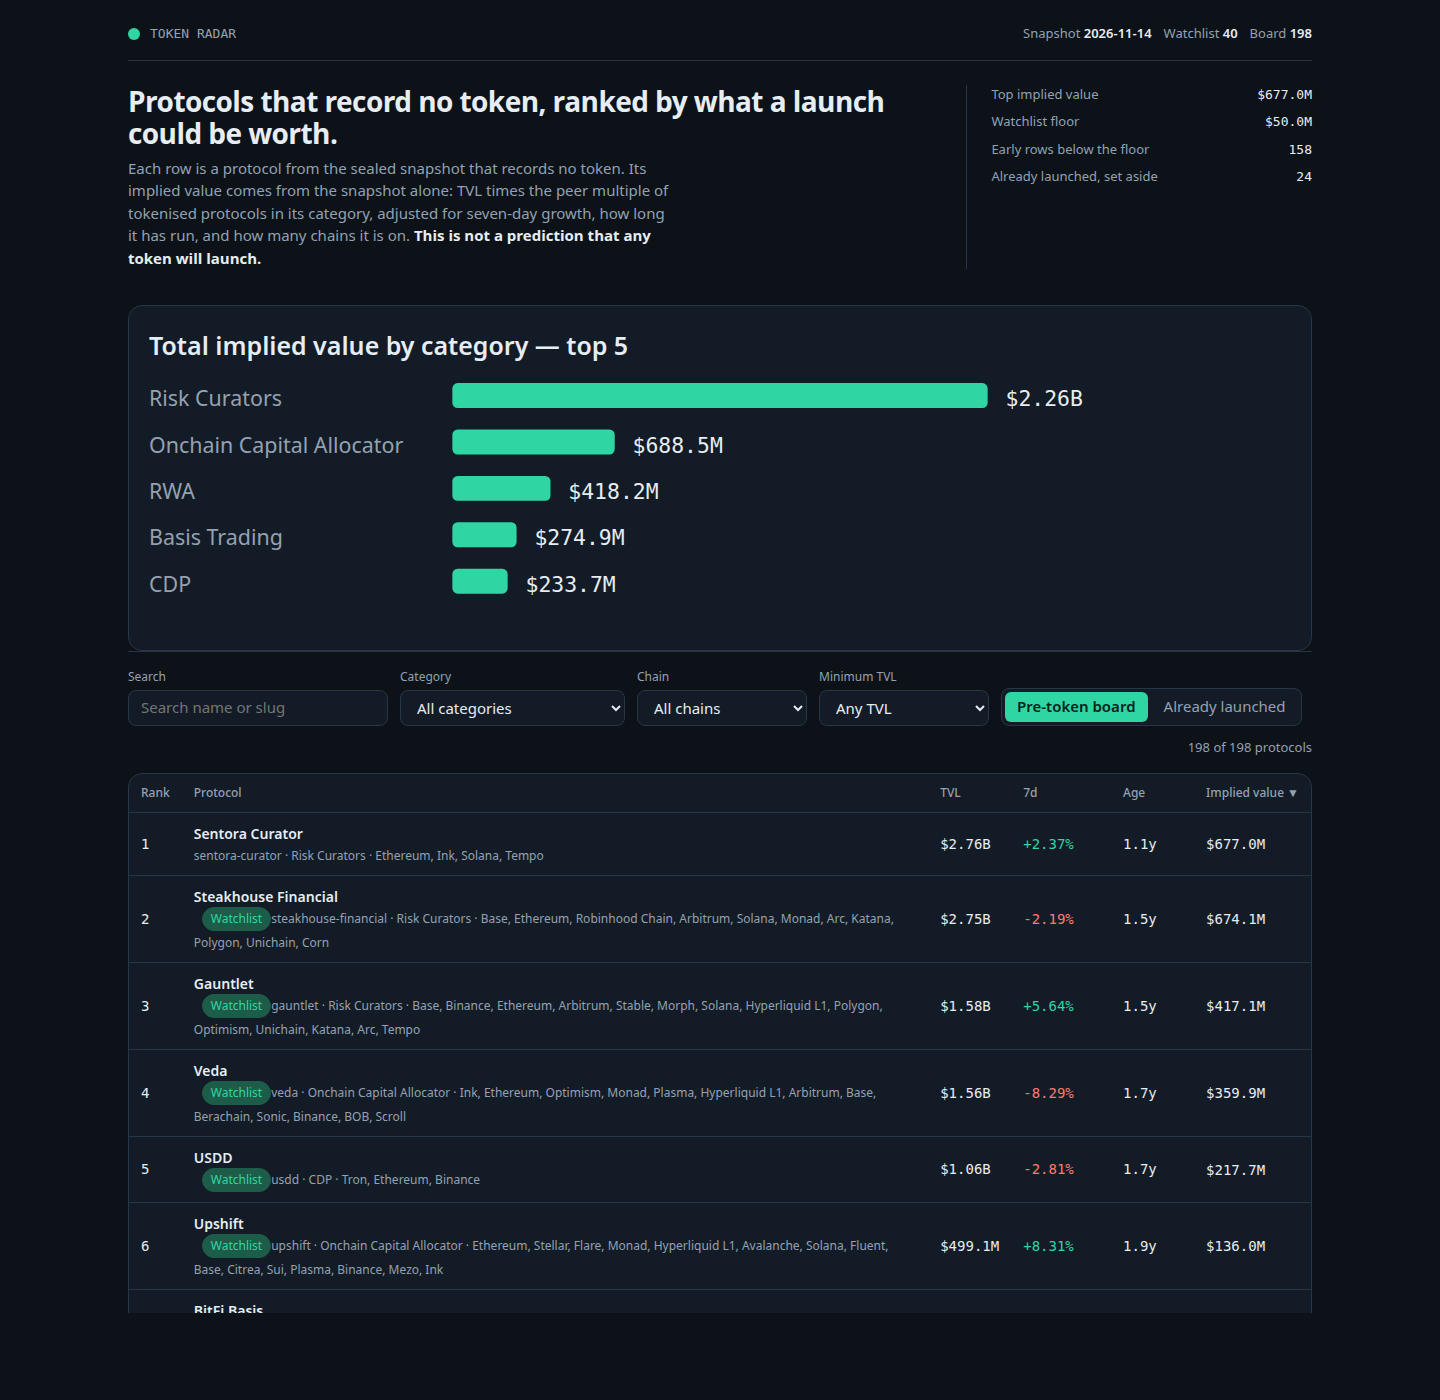 TOKEN RADAR
Snapshot 2026-11-14 Watchlist 40 Board 198
Protocols that record no token, ranked by what a launch
could be worth.
Each row is a protocol from the sealed snapshot that records no token. Its
implied value comes from the snapshot alone: TVL times the peer multiple of
tokenised protocols in its category, adjusted for seven-day growth, how long
it has run, and how many chains it is on. This is not a prediction that any
token will launch.
Top implied value $677.0M
Watchlist floor $50.0M
Early rows below the floor 158
Already launched, set aside 24
Total implied value by category — top 5
Risk Curators $2.26B
Onchain Capital Allocator $688.5M
RWA $418.2M
Basis Trading $274.9M
CDP $233.7M
Search Category Chain Minimum TVL
Search name or slug All categories All chains Any TVL Pre-token board Already launched
198 of 198 protocols
Rank Protocol TVL 7d Age Implied value ▼
Sentora Curator
1 $2.76B +2.37% 1.1y $677.0M
sentora-curator · Risk Curators · Ethereum, Ink, Solana, Tempo
Steakhouse Financial
2 Watchlist steakhouse-financial · Risk Curators · Base, Ethereum, Robinhood Chain, Arbitrum, Solana, Monad, Arc, Katana, $2.75B -2.19% 1.5y $674.1M
Polygon, Unichain, Corn
Gauntlet
3 Watchlist gauntlet · Risk Curators · Base, Binance, Ethereum, Arbitrum, Stable, Morph, Solana, Hyperliquid L1, Polygon, $1.58B +5.64% 1.5y $417.1M
Optimism, Unichain, Katana, Arc, Tempo
Veda
4 Watchlist veda · Onchain Capital Allocator · Ink, Ethereum, Optimism, Monad, Plasma, Hyperliquid L1, Arbitrum, Base, $1.56B -8.29% 1.7y $359.9M
Berachain, Sonic, Binance, BOB, Scroll
USDD
5 Watchlist usdd · CDP · Tron, Ethereum, Binance $1.06B -2.81% 1.7y $217.7M
Upshift
6 Watchlist upshift · Onchain Capital Allocator · Ethereum, Stellar, Flare, Monad, Hyperliquid L1, Avalanche, Solana, Fluent, $499.1M +8.31% 1.9y $136.0M
Base, Citrea, Sui, Plasma, Binance, Mezo, Ink
BitFi Basis